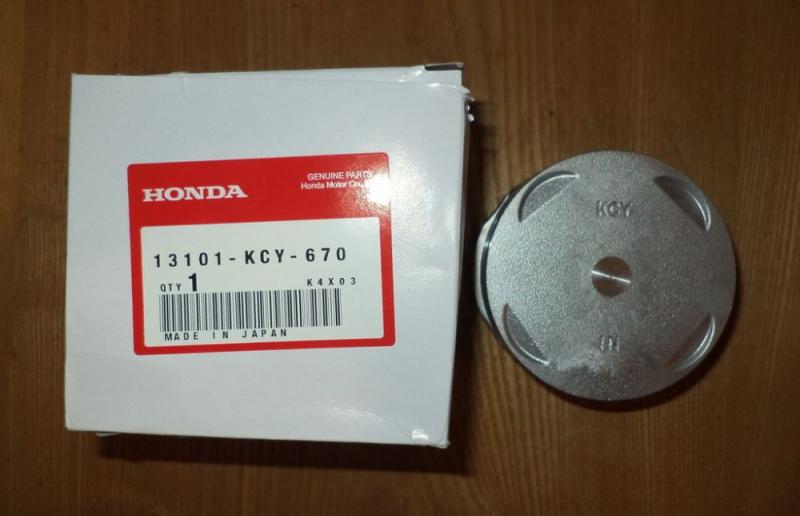 HONDA
GENUINE PARTS
Honda Motor Co.,
13101-KCY-670
QTY 1 K4X03
MADE IN JAPAN
KCY
IN